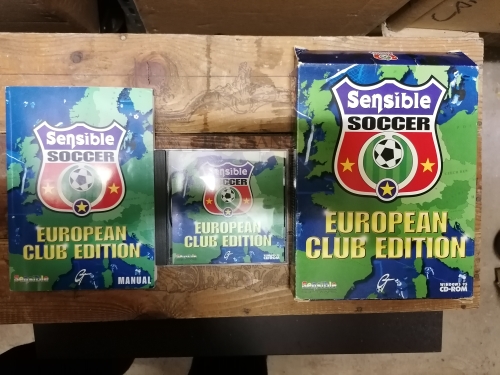 Sensible
SOCCER
EUROPEAN
CLUB EDITION
MANUAL
Sensible
SOCCER
EUROPEAN
CLUB EDITION
Sensible
SOCCER
EUROPEAN
CLUB EDITION
WINDOWS 95
CD-ROM
CA